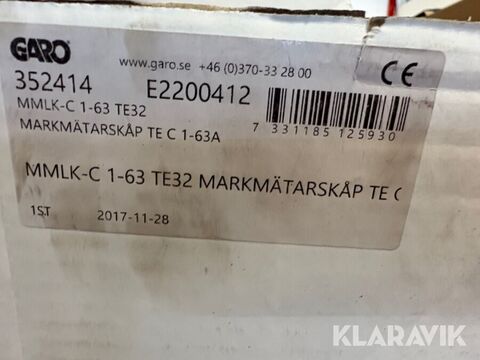 GARO
www.garo.se +46 (0)370-33 28 00
CE
352414 E2200412
MMLK-C 1-63 TE32
MARKMÄTARSKÅP TE C 1-63A
7 331185 125930
MMLK-C 1-63 TE32 MARKMÄTARSKÅP TE C
1ST 2017-11-28
KLARAVIK